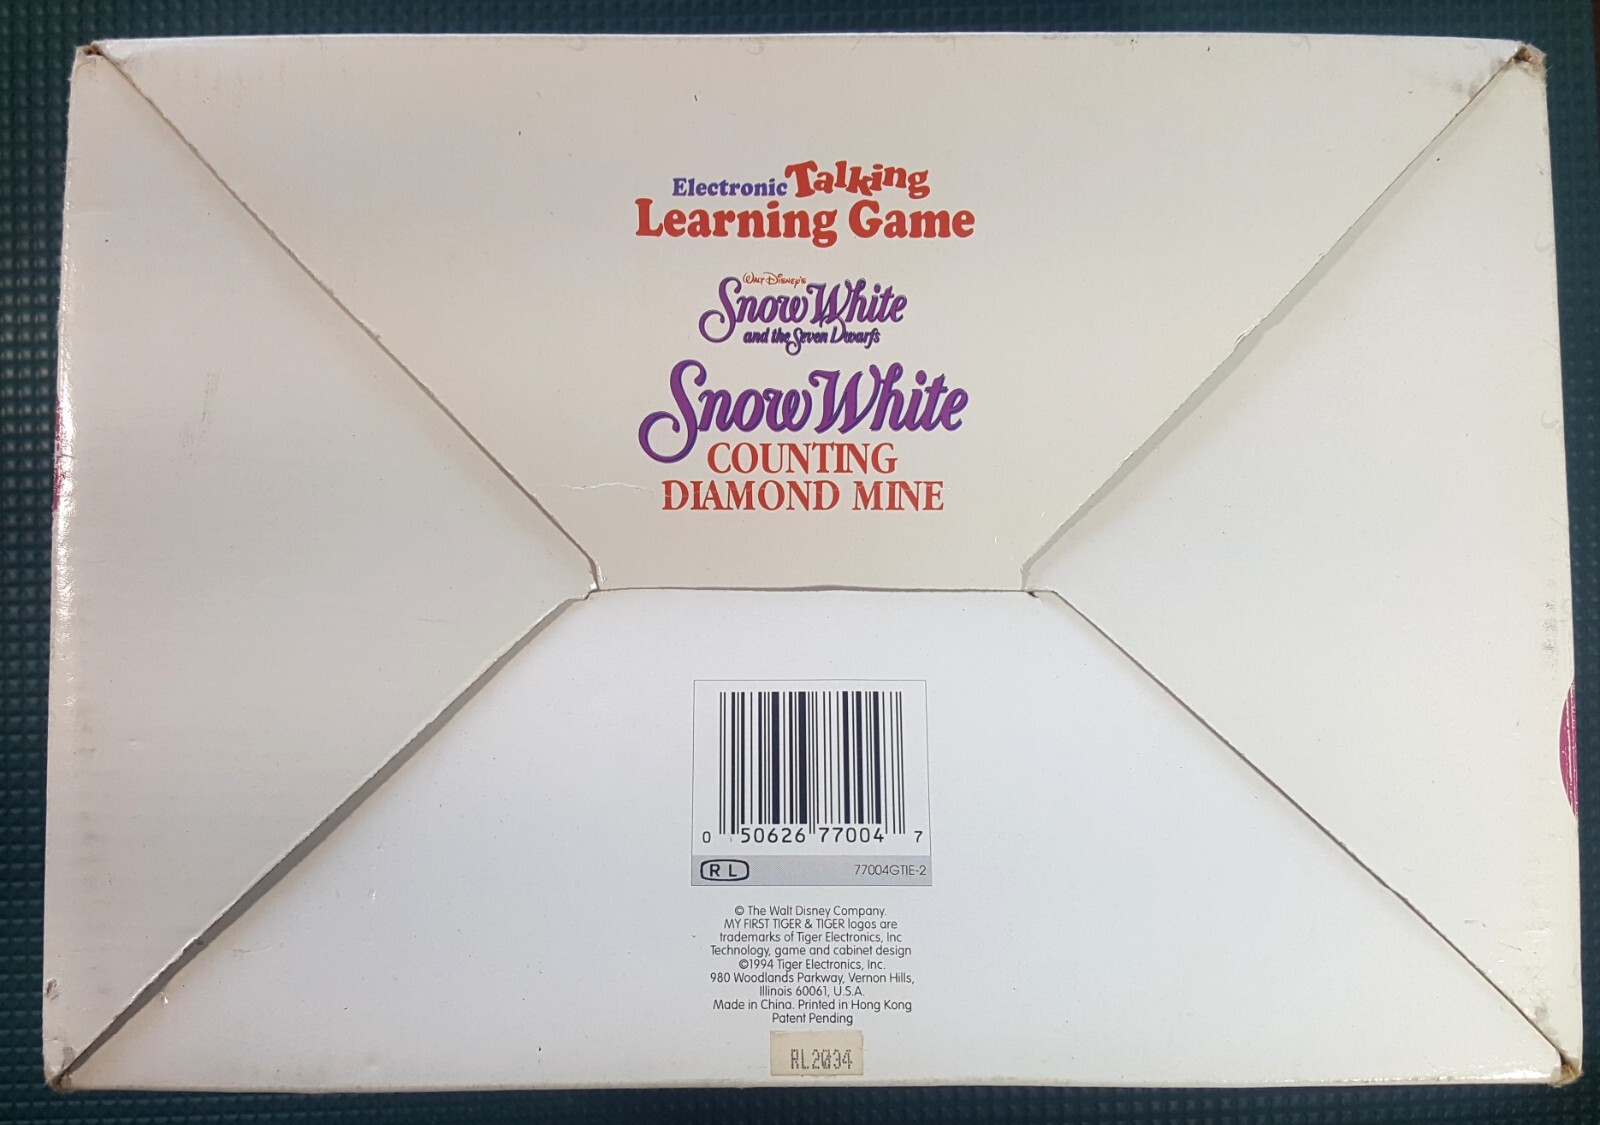 Electronic Talking
Learning Game
Walt Disney's
Snow White
and the Seven Dwarfs
Snow White
COUNTING
DIAMOND MINE
0 50626 77004 7
RL 77004GTIE-2
© The Walt Disney Company.
MY FIRST TIGER & TIGER logos are
trademarks of Tiger Electronics, Inc
Technology, game and cabinet design
©1994 Tiger Electronics, Inc.
980 Woodlands Parkway, Vernon Hills,
Illinois 60061, U.S.A.
Made in China. Printed in Hong Kong
Patent Pending
RL2034